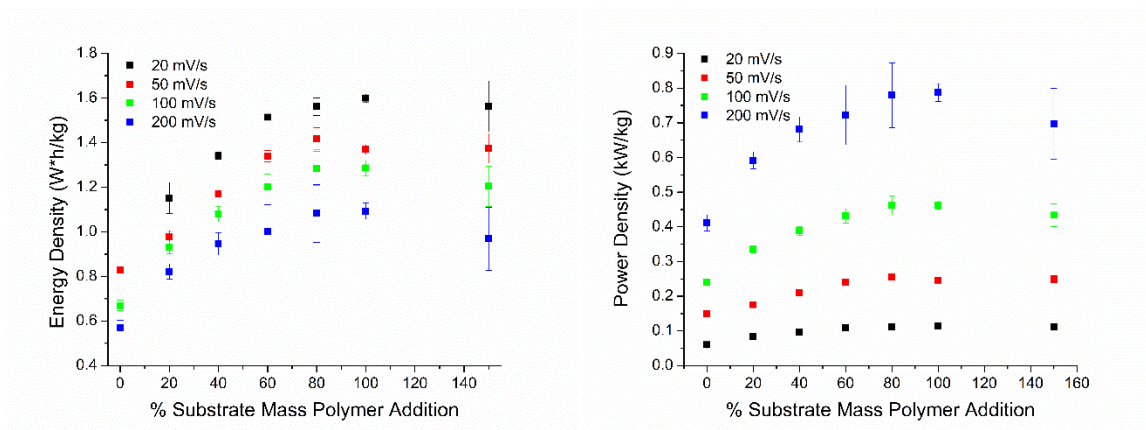 1.8
1.6
1.4
1.2
1.0
0.8
0.6
0.4
Energy Density (W*h/kg)
20 mV/s
50 mV/s
100 mV/s
200 mV/s
0 20 40 60 80 100 120 140
% Substrate Mass Polymer Addition
0.9
0.8
0.7
0.6
0.5
0.4
0.3
0.2
0.1
0.0
Power Density (kW/kg)
20 mV/s
50 mV/s
100 mV/s
200 mV/s
0 20 40 60 80 100 120 140 160
% Substrate Mass Polymer Addition